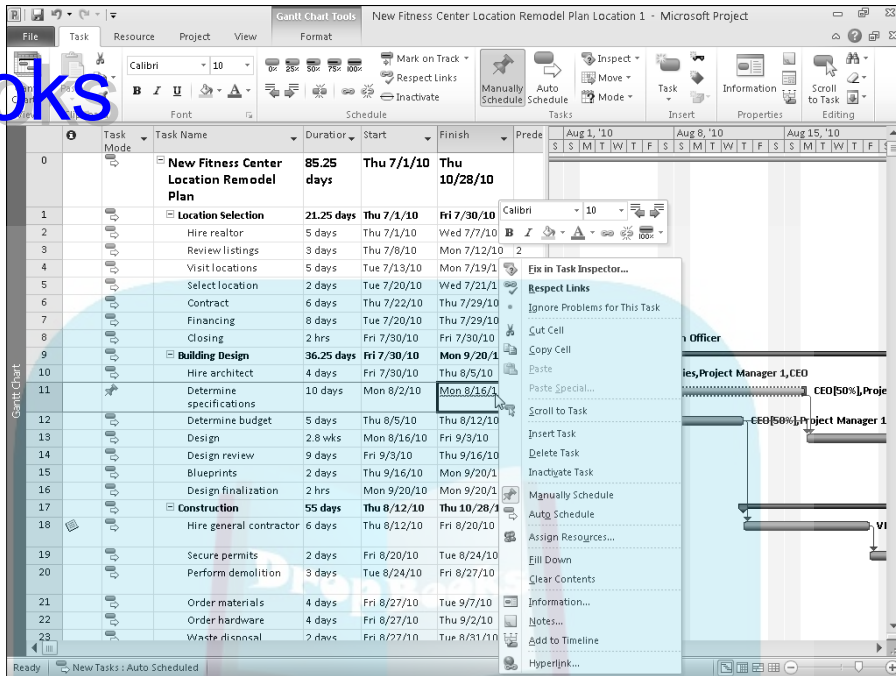 Gantt Chart Tools
New Fitness Center Location Remodel Plan Location 1 - Microsoft Project
File Task Resource Project View Format
Calibri 10
B I U
Font
0% 25% 50% 75% 100%
Mark on Track
Respect Links
Inactivate
Schedule
Manually Schedule
Auto Schedule
Inspect
Move
Mode
Tasks
Task
Insert
Information
Properties
Scroll to Task
Editing
oks
Task Mode Task Name Duration Start Finish Prede
Aug 1, '10 Aug 8, '10 Aug 15, '10
S S M T W T F S S M T W T F S S M T W T F S
0 New Fitness Center Location Remodel Plan 85.25 days Thu 7/1/10 Thu 10/28/10
1 Location Selection 21.25 days Thu 7/1/10 Fri 7/30/10
2 Hire realtor 5 days Thu 7/1/10 Wed 7/7/10
3 Review listings 3 days Thu 7/8/10 Mon 7/12/10 2
4 Visit locations 5 days Tue 7/13/10 Mon 7/19/1
5 Select location 2 days Tue 7/20/10 Wed 7/21/1
6 Contract 6 days Thu 7/22/10 Thu 7/29/10
7 Financing 8 days Tue 7/20/10 Thu 7/29/10
8 Closing 2 hrs Fri 7/30/10 Fri 7/30/10
9 Building Design 36.25 days Fri 7/30/10 Mon 9/20/1
10 Hire architect 4 days Fri 7/30/10 Thu 8/5/10
11 Determine specifications 10 days Mon 8/2/10 Mon 8/16/1
12 Determine budget 5 days Thu 8/5/10 Thu 8/12/10
13 Design 2.8 wks Mon 8/16/10 Fri 9/3/10
14 Design review 9 days Fri 9/3/10 Thu 9/16/10
15 Blueprints 2 days Thu 9/16/10 Mon 9/20/1
16 Design finalization 2 hrs Mon 9/20/10 Mon 9/20/1
17 Construction 55 days Thu 8/12/10 Thu 10/28/1
18 Hire general contractor 6 days Thu 8/12/10 Fri 8/20/10
19 Secure permits 2 days Fri 8/20/10 Tue 8/24/10
20 Perform demolition 3 days Tue 8/24/10 Fri 8/27/10
21 Order materials 4 days Fri 8/27/10 Tue 9/7/10
22 Order hardware 4 days Fri 8/27/10 Thu 9/2/10
23 Waste disposal 2 days Fri 8/27/10 Tue 8/31/10
Calibri 10
B I A 100%
Fix in Task Inspector...
Respect Links
Ignore Problems for This Task
Cut Cell
Copy Cell
Paste
Paste Special...
Scroll to Task
Insert Task
Delete Task
Inactivate Task
Manually Schedule
Auto Schedule
Assign Resources...
Fill Down
Clear Contents
Information...
Notes...
Add to Timeline
Hyperlink...
Officer
ies,Project Manager 1,CEO
CEO[50%],Proje
CEO[50%],Project Manager 1
Gantt Chart
Ready New Tasks : Auto Scheduled